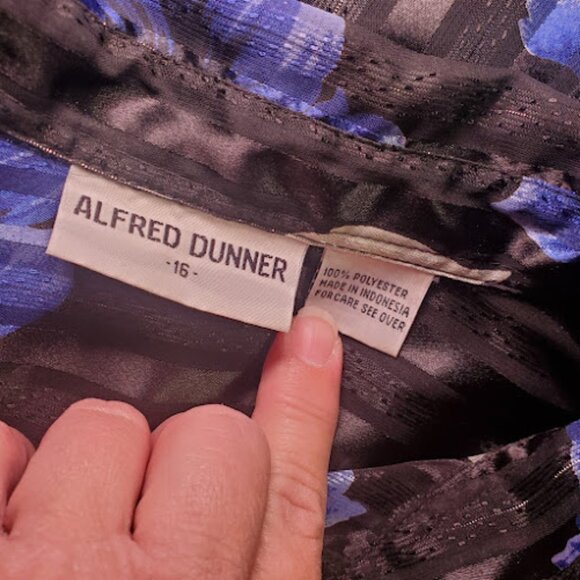 ALFRED DUNNER
-16-
100% POLYESTER
MADE IN INDONESIA
FOR CARE SEE OVER